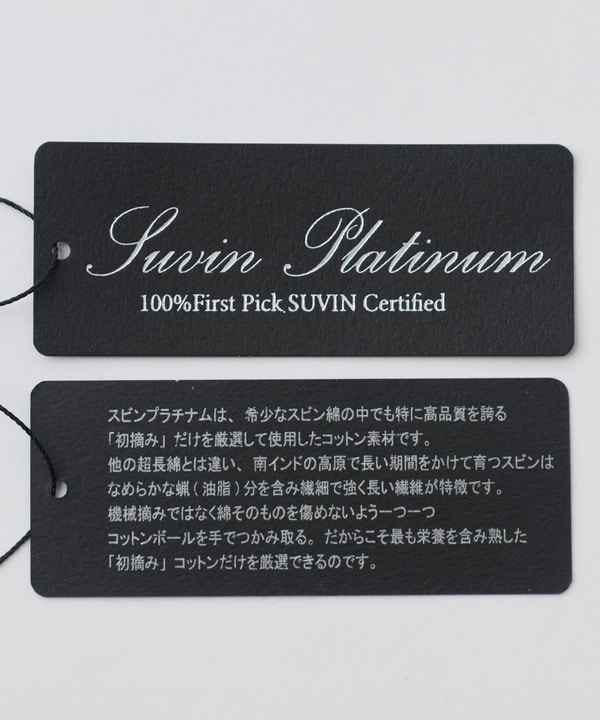 Suvin Platinum
100%First Pick SUVIN Certified
スビンプラチナムは、希少なスビン綿の中でも特に高品質を誇る
「初摘み」だけを厳選して使用したコットン素材です。
他の超長綿とは違い、南インドの高原で長い期間をかけて育つスビンは
なめらかな蝋(油脂)分を含み繊細で強く長い繊維が特徴です。
機械摘みではなく綿そのものを傷めないよう一つ一つ
コットンボールを手でつかみ取る。だからこそ最も栄養を含み熟した
「初摘み」コットンだけを厳選できるのです。